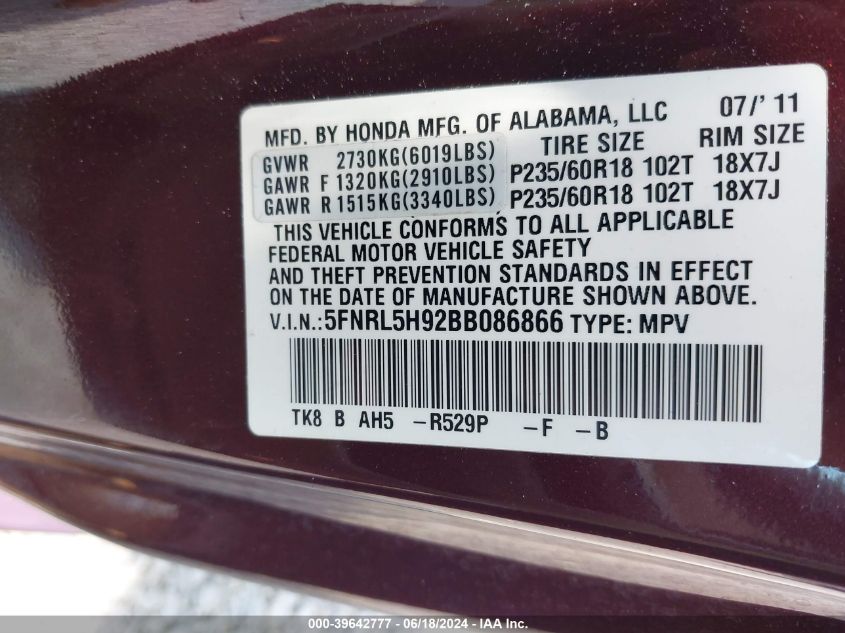 MFD. BY HONDA MFG. OF ALABAMA, LLC 07/' 11
GVWR 2730KG(6019LBS) TIRE SIZE RIM SIZE
GAWR F 1320KG(2910LBS) P235/60R18 102T 18X7J
GAWR R 1515KG(3340LBS) P235/60R18 102T 18X7J
THIS VEHICLE CONFORMS TO ALL APPLICABLE
FEDERAL MOTOR VEHICLE SAFETY
AND THEFT PREVENTION STANDARDS IN EFFECT
ON THE DATE OF MANUFACTURE SHOWN ABOVE.
V.I.N.:5FNRL5H92BB086866 TYPE: MPV
TK8 B AH5 -R529P -F -B
000-39642777 - 06/18/2024 - IAA Inc.